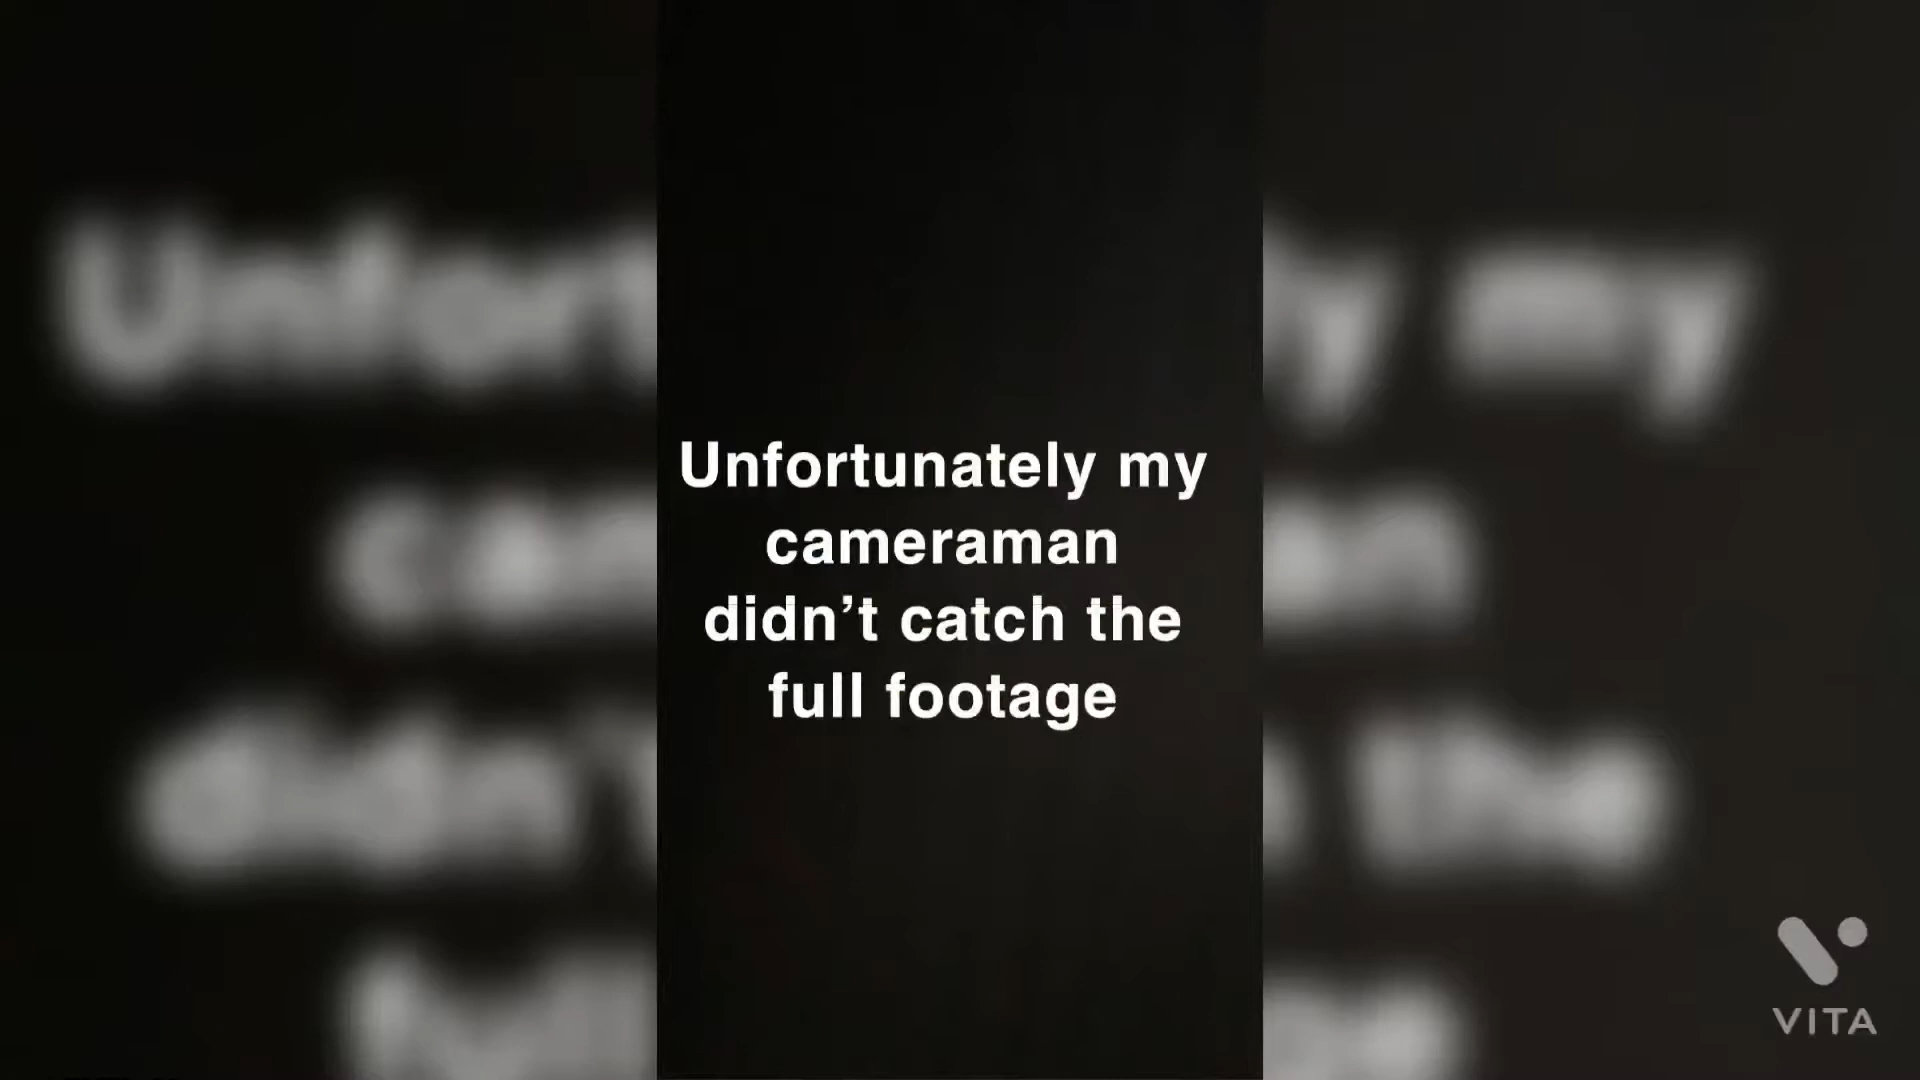 Unfortunately my
cameraman
didn’t catch the
full footage
VITA